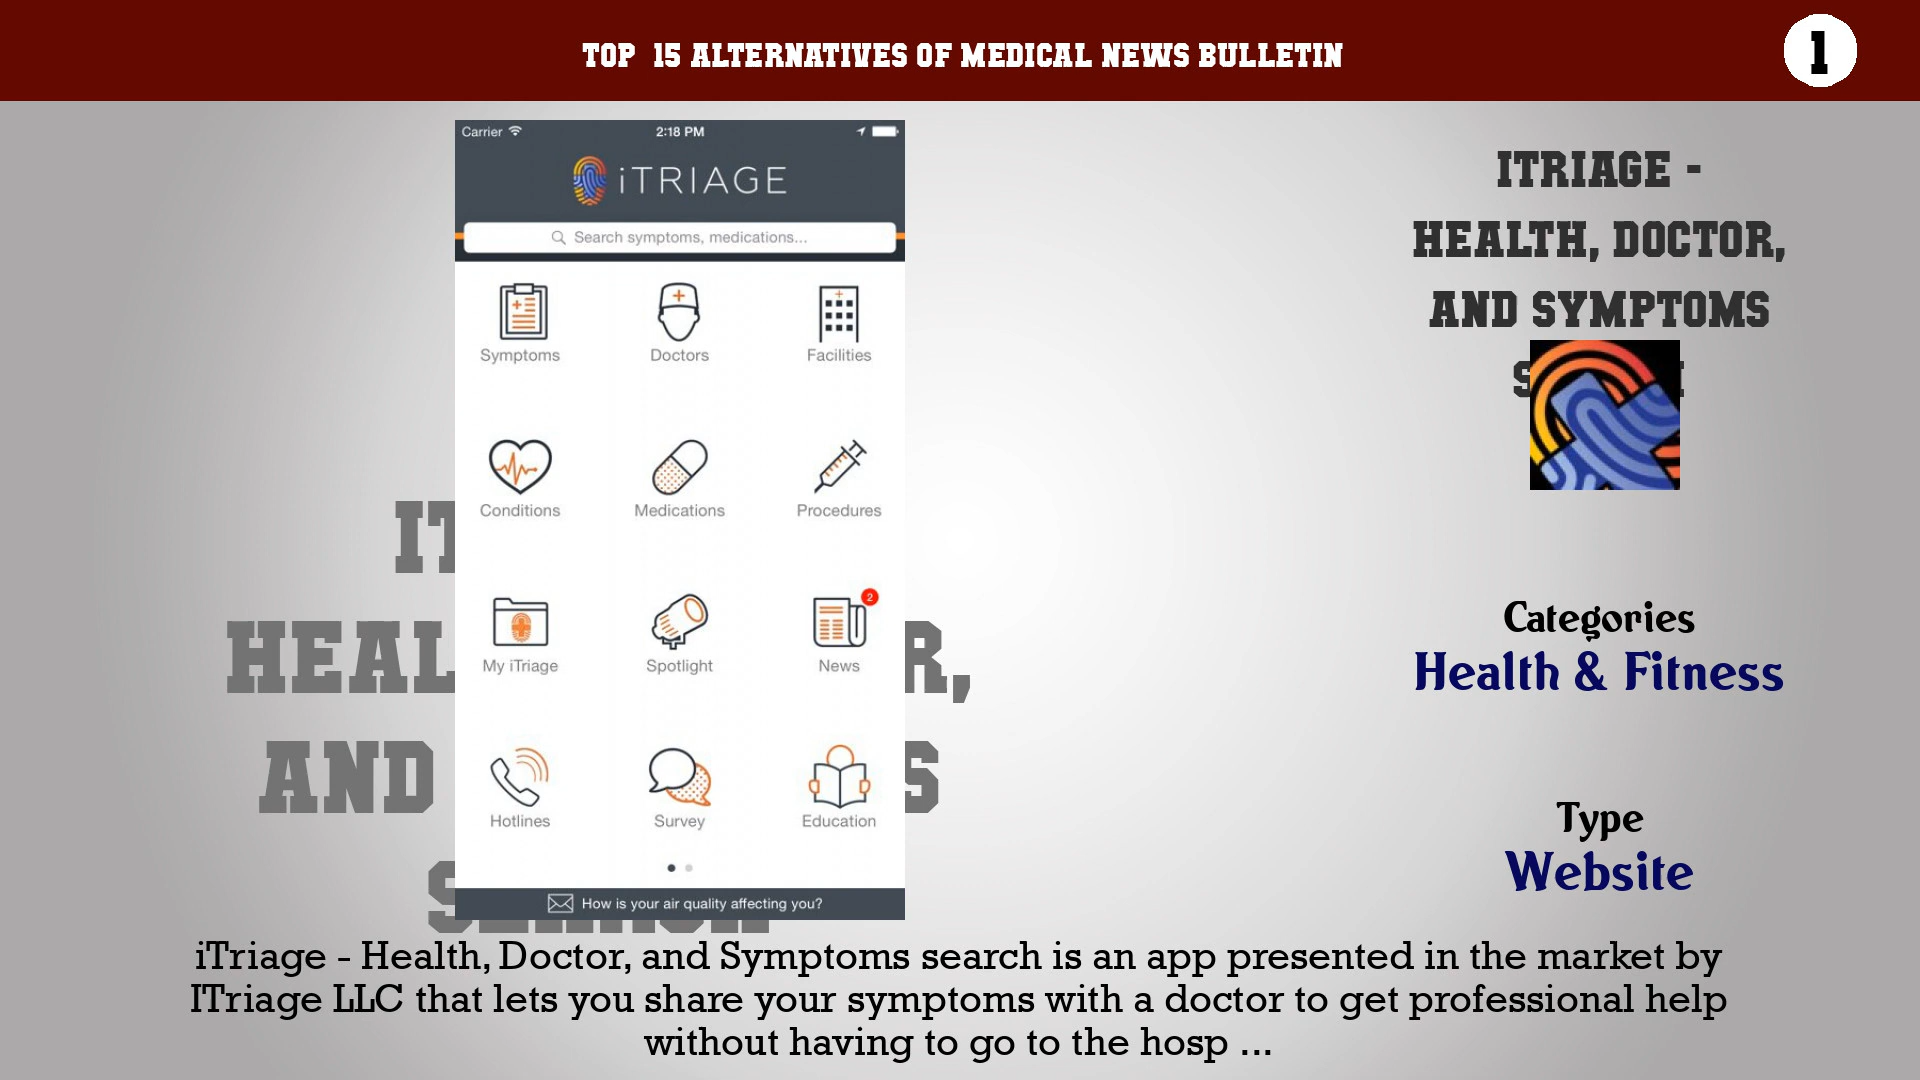 TOP 15 ALTERNATIVES OF MEDICAL NEWS BULLETIN
1
Carrier
2:18 PM
iTRIAGE
Search symptoms, medications...
Symptoms
Doctors
Facilities
Conditions
Medications
Procedures
My iTriage
Spotlight
2
News
Hotlines
Survey
Education
How is your air quality affecting you?
ITRIAGE -
HEALTH, DOCTOR,
AND SYMPTOMS
Categories
Health & Fitness
Type
Website
AND
iTriage - Health, Doctor, and Symptoms search is an app presented in the market by
ITriage LLC that lets you share your symptoms with a doctor to get professional help
without having to go to the hosp ...